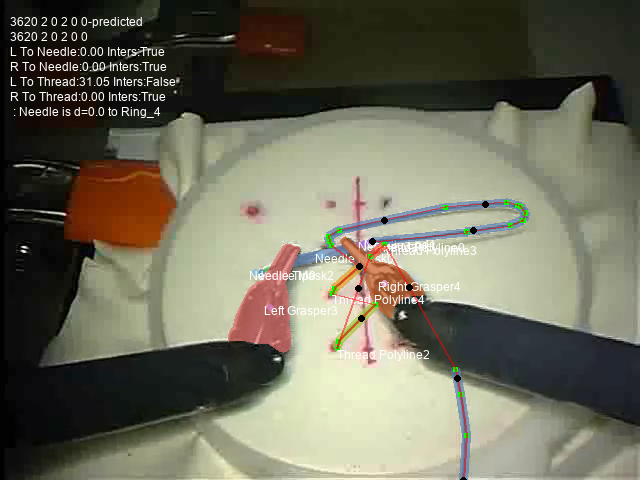 3620 2 0 2 0 0-predicted
3620 2 0 2 0 0
L To Needle:0.00 Inters:True
R To Needle:0.00 Inters:True
L To Thread:31.05 Inters:False
R To Thread:0.00 Inters:True
: Needle is d=0.0 to Ring_4
Thread Polyline3
Needle
Right Grasper4
Thread Polyline4
Left Grasper3
Thread Polyline2